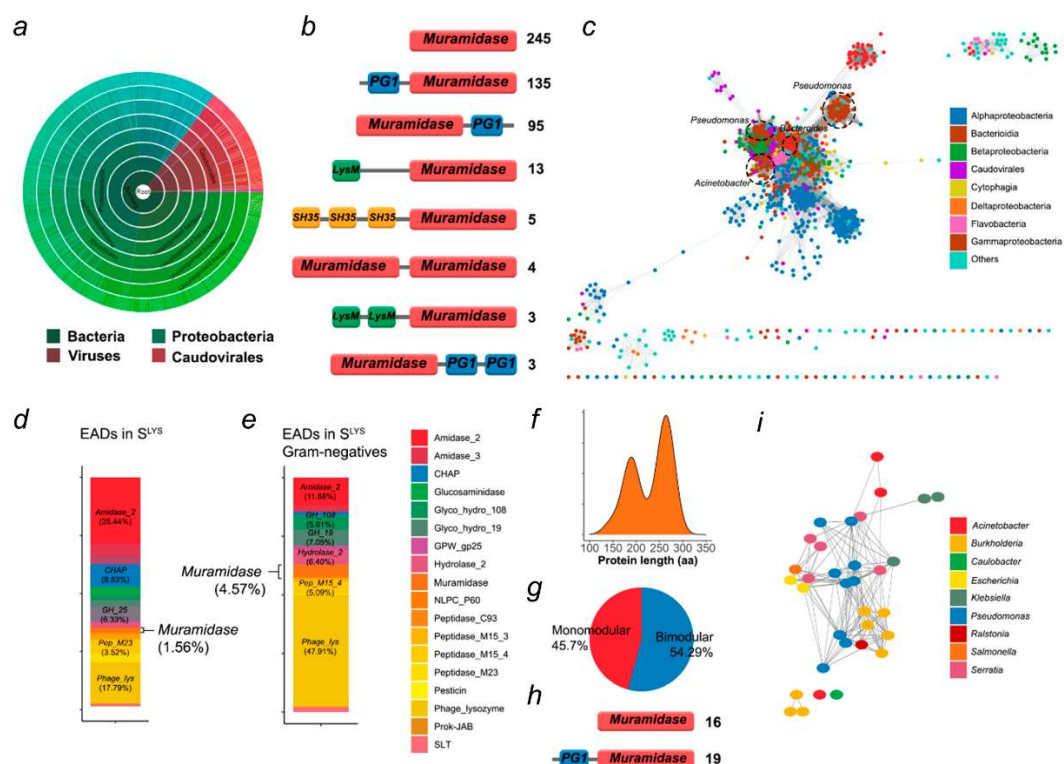 a
Root
Bacteria
Proteobacteria
Viruses
Caudovirales
b
Muramidase 245
PG1 Muramidase 135
Muramidase PG1 95
LysM Muramidase 13
SH35 SH35 SH35 Muramidase 5
Muramidase Muramidase 4
LysM LysM Muramidase 3
Muramidase PG1 PG1 3
c
Pseudomonas
Pseudomonas
Bacteroides
Acinetobacter
Alphaproteobacteria
Bacterioidia
Betaproteobacteria
Caudovirales
Cytophagia
Deltaproteobacteria
Flavobacteria
Gammaproteobacteria
Others
d
EADs in S^LYS
Amidase_2
(28.44%)
CHAP
(8.83%)
GH_25
(6.33%)
Pep_M23
(3.52%)
Phage_lys
(17.79%)
Muramidase
(1.56%)
e
EADs in S^LYS
Gram-negatives
Amidase_2
(11.88%)
GH_108
(5.61%)
GH_19
(7.05%)
Hydrolase_2
(6.40%)
Pep_M15_4
(5.09%)
Phage_lys
(47.91%)
Muramidase
(4.57%)
Amidase_2
Amidase_3
CHAP
Glucosaminidase
Glyco_hydro_108
Glyco_hydro_19
GPW_gp25
Hydrolase_2
Muramidase
NLPC_P60
Peptidase_C93
Peptidase_M15_3
Peptidase_M15_4
Peptidase_M23
Pesticin
Phage_lysozyme
Prok-JAB
SLT
f
100 150 200 250 300 350
Protein length (aa)
g
Monomodular
45.7%
Bimodular
54.29%
h
Muramidase 16
PG1 Muramidase 19
i
Acinetobacter
Burkholderia
Caulobacter
Escherichia
Klebsiella
Pseudomonas
Ralstonia
Salmonella
Serratia